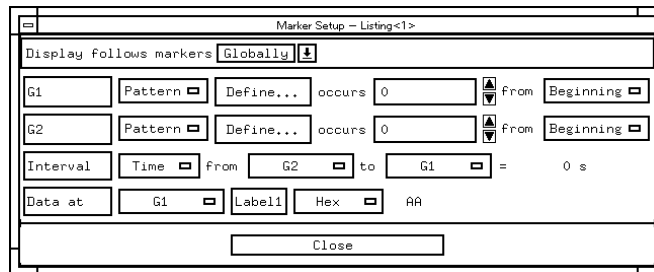 Marker Setup – Listing<1>
Display follows markers Globally
G1 Pattern Define... occurs 0 from Beginning
G2 Pattern Define... occurs 0 from Beginning
Interval Time from G2 to G1 = 0 s
Data at G1 Label1 Hex AA
Close